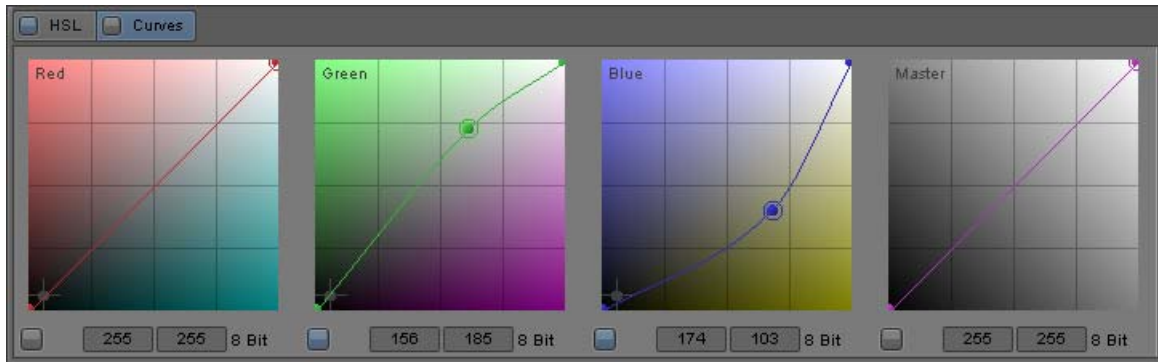 HSL Curves
Red Green Blue Master
255 255 8 Bit 156 185 8 Bit 174 103 8 Bit 255 255 8 Bit